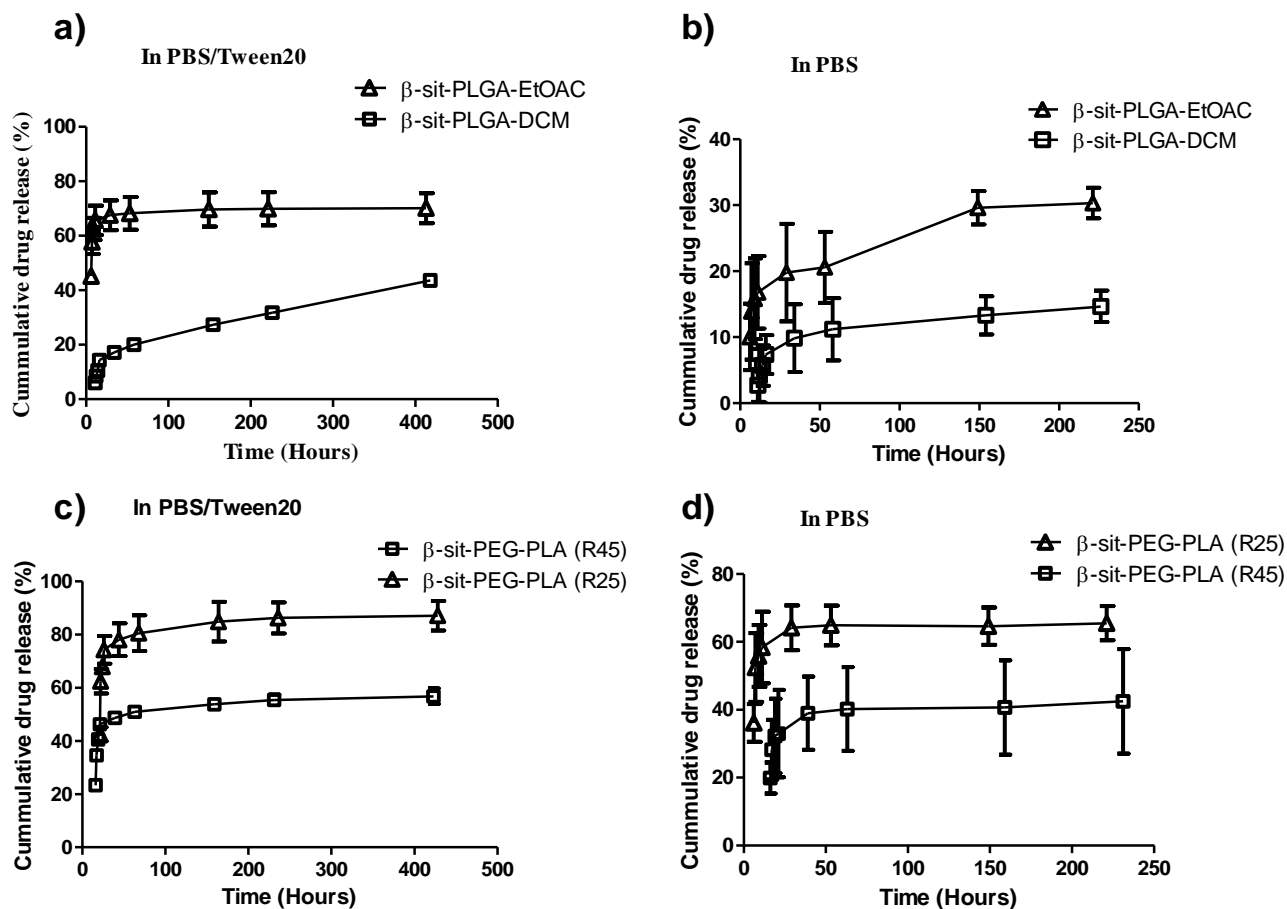 a)
In PBS/Tween20
β-sit-PLGA-EtOAC
β-sit-PLGA-DCM
Cummulative drug release (%)
100
80
60
40
20
0
0 100 200 300 400 500
Time (Hours)
b)
In PBS
β-sit-PLGA-EtOAC
β-sit-PLGA-DCM
Cummulative drug release (%)
40
30
20
10
0
0 50 100 150 200 250
Time (Hours)
c)
In PBS/Tween20
β-sit-PEG-PLA (R45)
β-sit-PEG-PLA (R25)
Cummulative drug release (%)
100
80
60
40
20
0
0 100 200 300 400 500
Time (Hours)
d)
In PBS
β-sit-PEG-PLA (R25)
β-sit-PEG-PLA (R45)
Cummulative drug release (%)
80
60
40
20
0
0 50 100 150 200 250
Time (Hours)